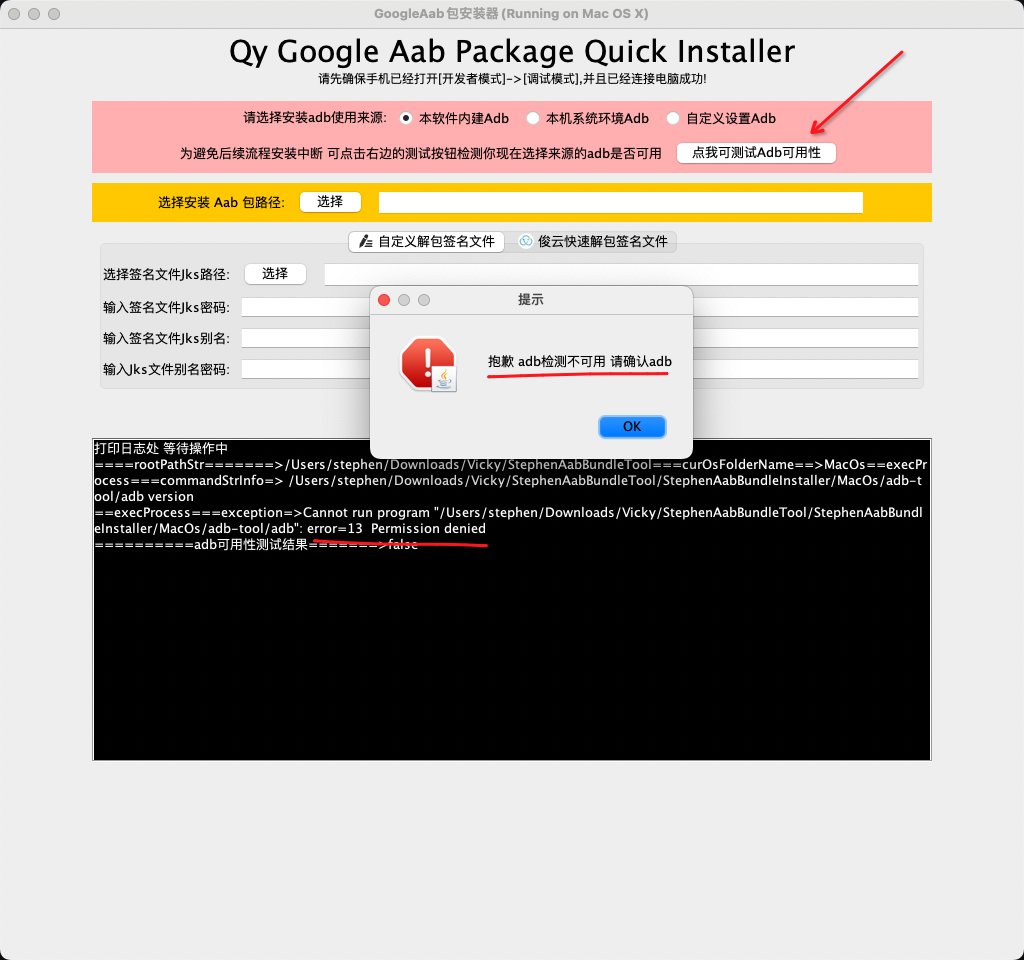 GoogleAab包安装器(Running on Mac OS X)
Qy Google Aab Package Quick Installer
请先确保手机已经打开[开发者模式]->[调试模式],并且已经连接电脑成功!
请选择安装adb使用来源: 本软件内建Adb 本机系统环境Adb 自定义设置Adb
为避免后续流程安装中断 可点击右边的测试按钮检测你现在选择来源的adb是否可用 点我可测试Adb可用性
选择安装 Aab 包路径: 选择
自定义解包签名文件 俊云快速解包签名文件
选择签名文件Jks路径: 选择
输入签名文件Jks密码:
输入签名文件Jks别名:
输入Jks文件别名密码:
提示
抱歉 adb检测不可用 请确认adb
OK
打印日志处 等待操作中
====rootPathStr=======>/Users/stephen/Downloads/Vicky/StephenAabBundleTool===curOsFolderName==>MacOs==execPr
ocess===commandStrInfo=> /Users/stephen/Downloads/Vicky/StephenAabBundleTool/StephenAabBundleInstaller/MacOs/adb-t
ool/adb version
==execProcess===exception=>Cannot run program "/Users/stephen/Downloads/Vicky/StephenAabBundleTool/StephenAabBundl
eInstaller/MacOs/adb-tool/adb": error=13 Permission denied
==========adb可用性测试结果=======>false